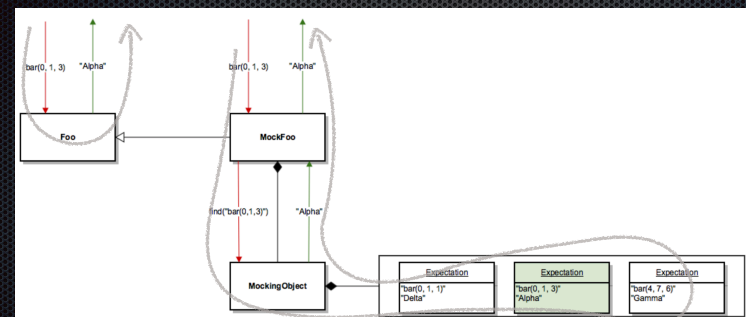 bar(0, 1, 3)
"Alpha"
bar(0, 1, 3)
"Alpha"
Foo
MockFoo
find("bar(0,1,3)")
"Alpha"
MockingObject
Expectation
"bar(0, 1, 1)"
"Delta"
Expectation
"bar(0, 1, 3)"
"Alpha"
Expectation
"bar(4, 7, 6)"
"Gamma"